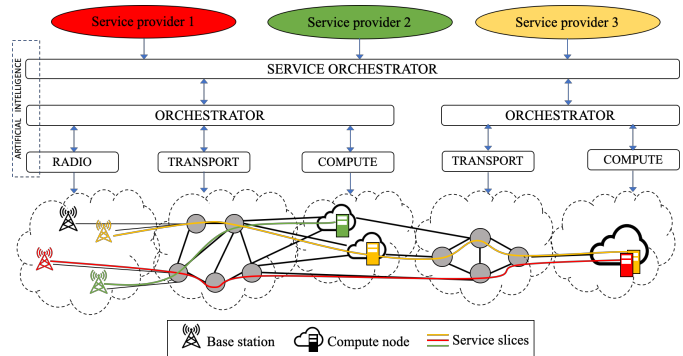 Service provider 1
Service provider 2
Service provider 3
ARTIFICIAL INTELLIGENCE
SERVICE ORCHESTRATOR
ORCHESTRATOR
ORCHESTRATOR
RADIO
TRANSPORT
COMPUTE
TRANSPORT
COMPUTE
Base station
Compute node
Service slices